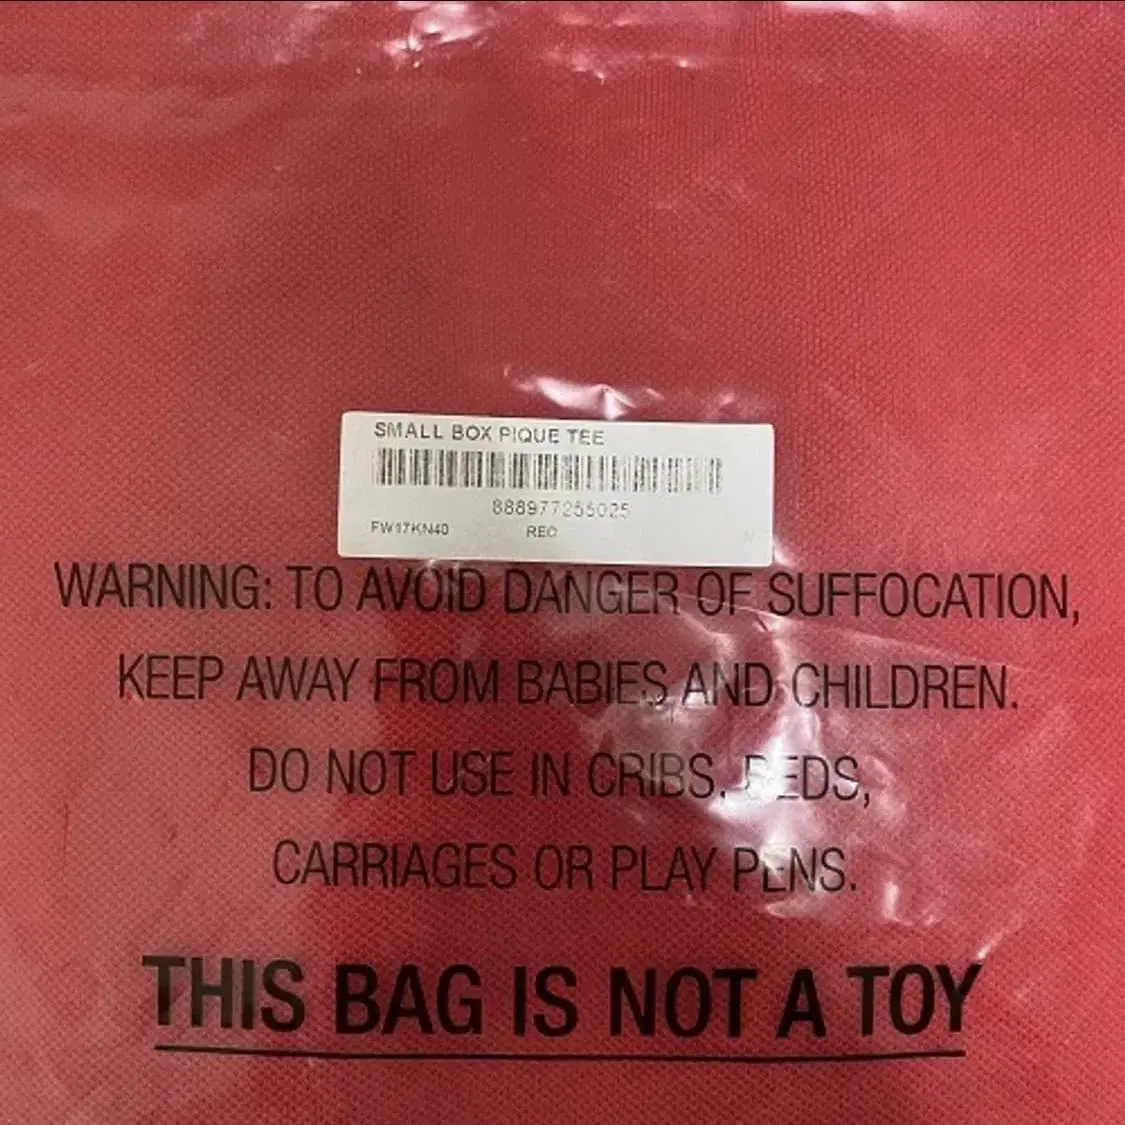 SMALL BOX PIQUE TEE
888977255025
FW17KN40 RED
WARNING: TO AVOID DANGER OF SUFFOCATION,
KEEP AWAY FROM BABIES AND CHILDREN.
DO NOT USE IN CRIBS, BEDS,
CARRIAGES OR PLAY PENS.
THIS BAG IS NOT A TOY